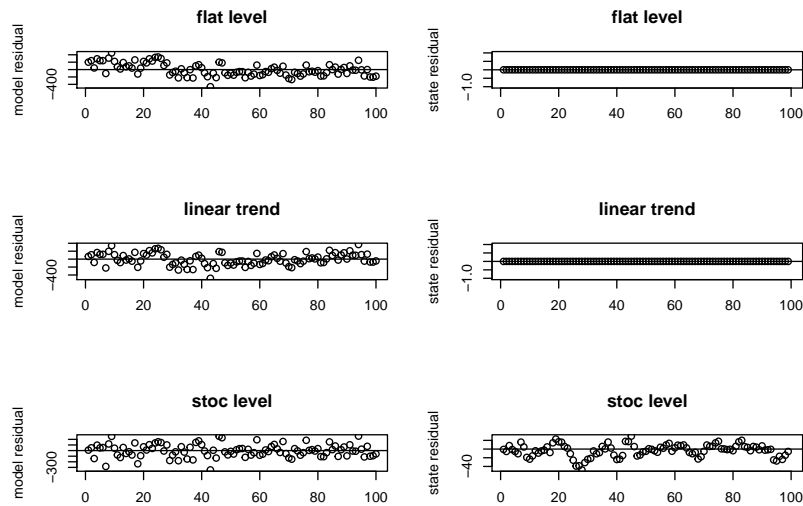 flat level
model residual
−400
0 20 40 60 80 100
flat level
state residual
−1.0
0 20 40 60 80 100
linear trend
model residual
−400
0 20 40 60 80 100
linear trend
state residual
−1.0
0 20 40 60 80 100
stoc level
model residual
−300
0 20 40 60 80 100
stoc level
state residual
−40
0 20 40 60 80 100